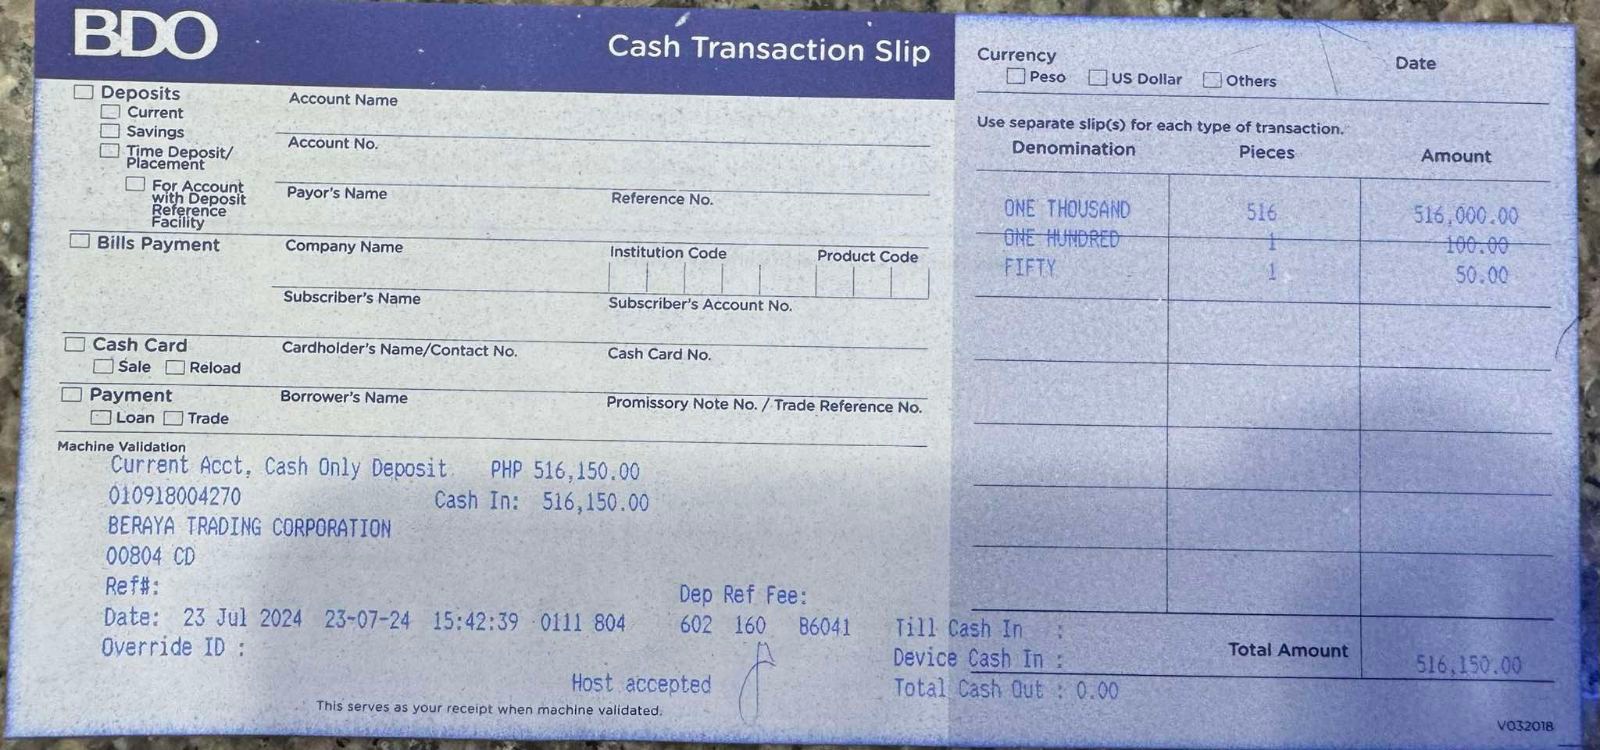 BDO
Cash Transaction Slip
Deposits
Current
Savings
Time Deposit/
Placement
For Account
with Deposit
Reference
Facility
Account Name
Account No.
Payor's Name
Reference No.
Bills Payment
Company Name
Institution Code
Product Code
Subscriber's Name
Subscriber's Account No.
Cash Card
Sale
Reload
Cardholder's Name/Contact No.
Cash Card No.
Payment
Loan
Trade
Borrower's Name
Promissory Note No. / Trade Reference No.
Machine Validation
Current Acct, Cash Only Deposit PHP 516,150.00
010918004270 Cash In: 516,150.00
BERAYA TRADING CORPORATION
00804 CD
Ref#:
Dep Ref Fee:
Date: 23 Jul 2024 23-07-24 15:42:39 0111 804 602 160 B6041
Override ID :
Host accepted
This serves as your receipt when machine validated.
Currency
Peso
US Dollar
Others
Date
Use separate slip(s) for each type of transaction.
Denomination Pieces Amount
ONE THOUSAND 516 516,000.00
ONE HUNDRED 1 100.00
FIFTY 1 50.00
Till Cash In :
Device Cash In :
Total Cash Out : 0.00
Total Amount 516,150.00
V032018